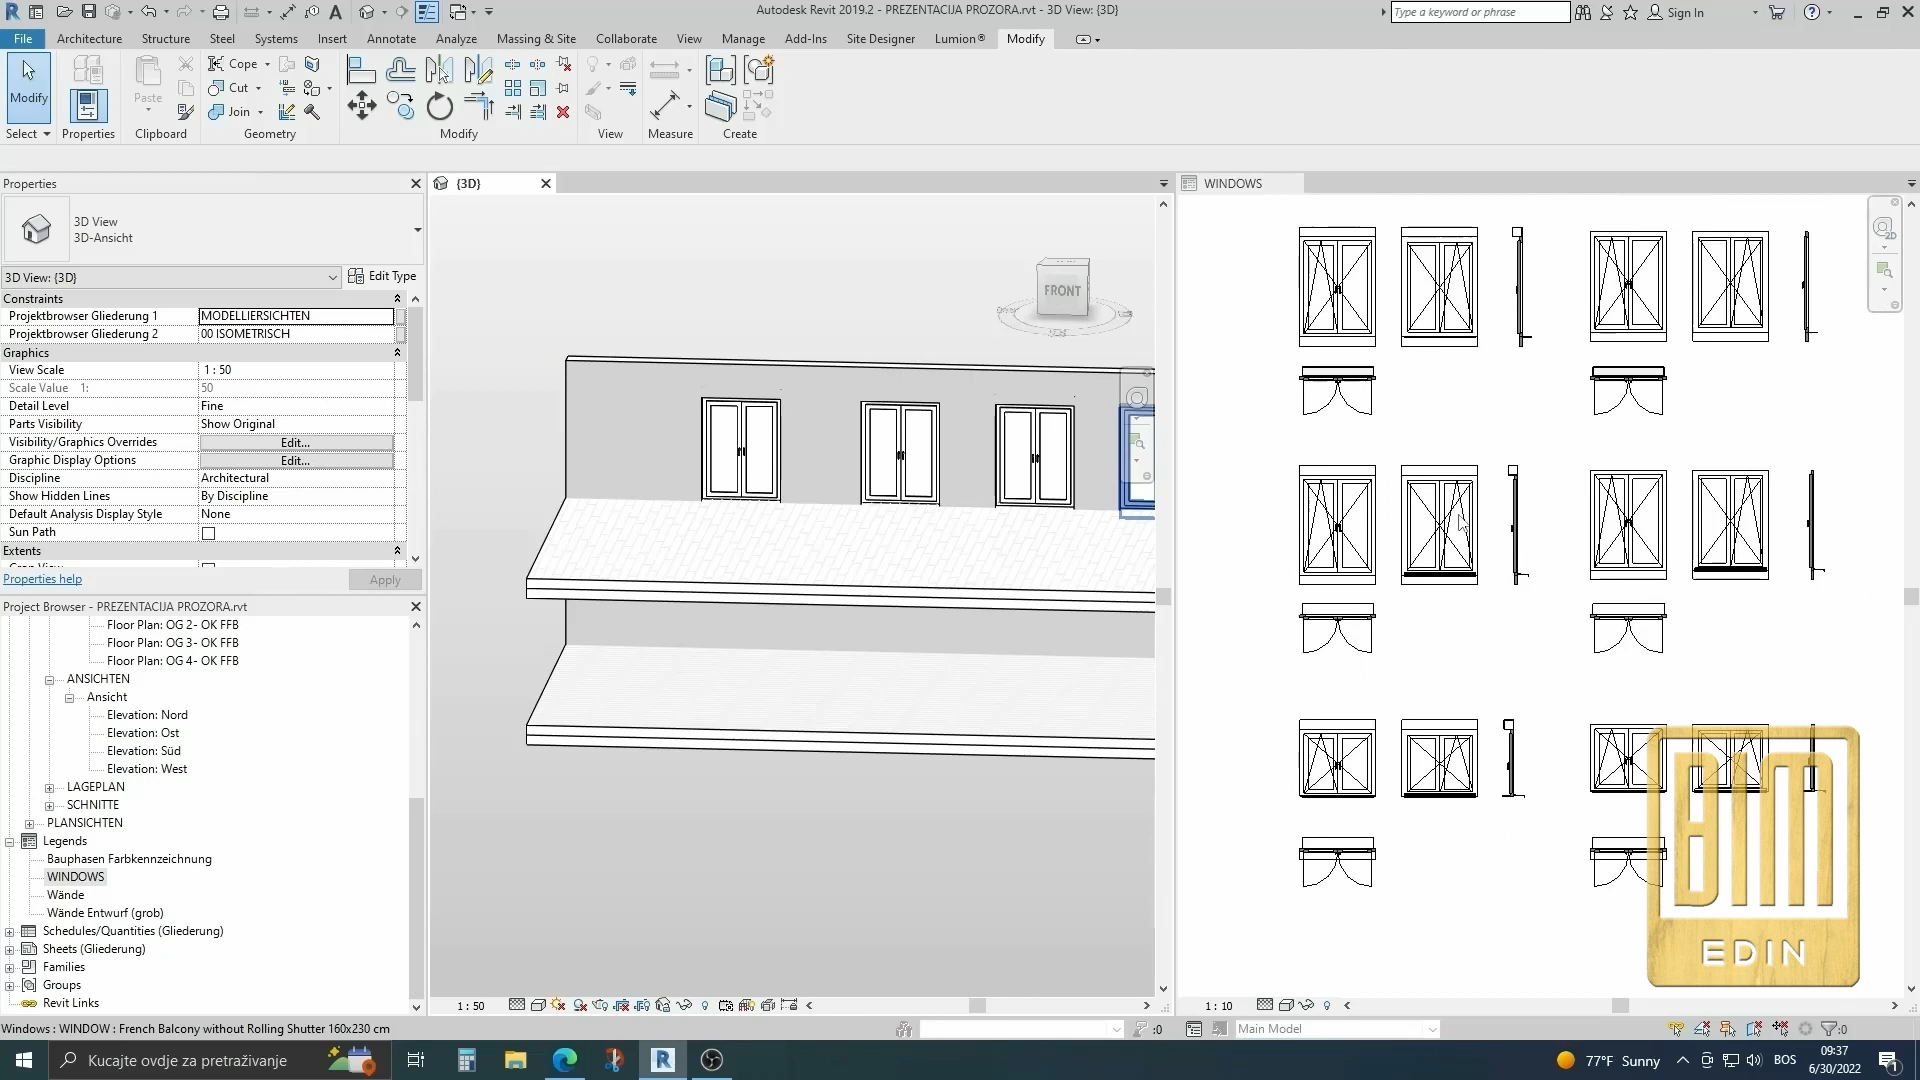 Autodesk Revit 2019.2 - PREZENTACIJA PROZORA.rvt - 3D View: {3D}
Type a keyword or phrase
Sign In
File Architecture Structure Steel Systems Insert Annotate Analyze Massing & Site Collaborate View Manage Add-Ins Site Designer Lumion® Modify
Modify
Paste
Cope
Cut
Join
Select Properties Clipboard Geometry Modify View Measure Create
Properties
{3D}
WINDOWS
3D View
3D-Ansicht
3D View: {3D}
Edit Type
Constraints
Projektbrowser Gliederung 1 MODELLIERSICHTEN
Projektbrowser Gliederung 2 00 ISOMETRISCH
Graphics
View Scale 1 : 50
Scale Value 1: 50
Detail Level Fine
Parts Visibility Show Original
Visibility/Graphics Overrides Edit...
Graphic Display Options Edit...
Discipline Architectural
Show Hidden Lines By Discipline
Default Analysis Display Style None
Sun Path
Extents
Properties help
Apply
Project Browser - PREZENTACIJA PROZORA.rvt
Floor Plan: OG 2- OK FFB
Floor Plan: OG 3- OK FFB
Floor Plan: OG 4- OK FFB
ANSICHTEN
Ansicht
Elevation: Nord
Elevation: Ost
Elevation: Süd
Elevation: West
LAGEPLAN
SCHNITTE
PLANSICHTEN
Legends
Bauphasen Farbkennzeichnung
WINDOWS
Wände
Wände Entwurf (grob)
Schedules/Quantities (Gliederung)
Sheets (Gliederung)
Families
Groups
Revit Links
FRONT
2D
BIM
EDIN
1 : 50
1 : 10
Windows : WINDOW : French Balcony without Rolling Shutter 160x230 cm
:0
Main Model
:0
Kucajte ovdje za pretraživanje
77°F Sunny
BOS
09:37
6/30/2022
1